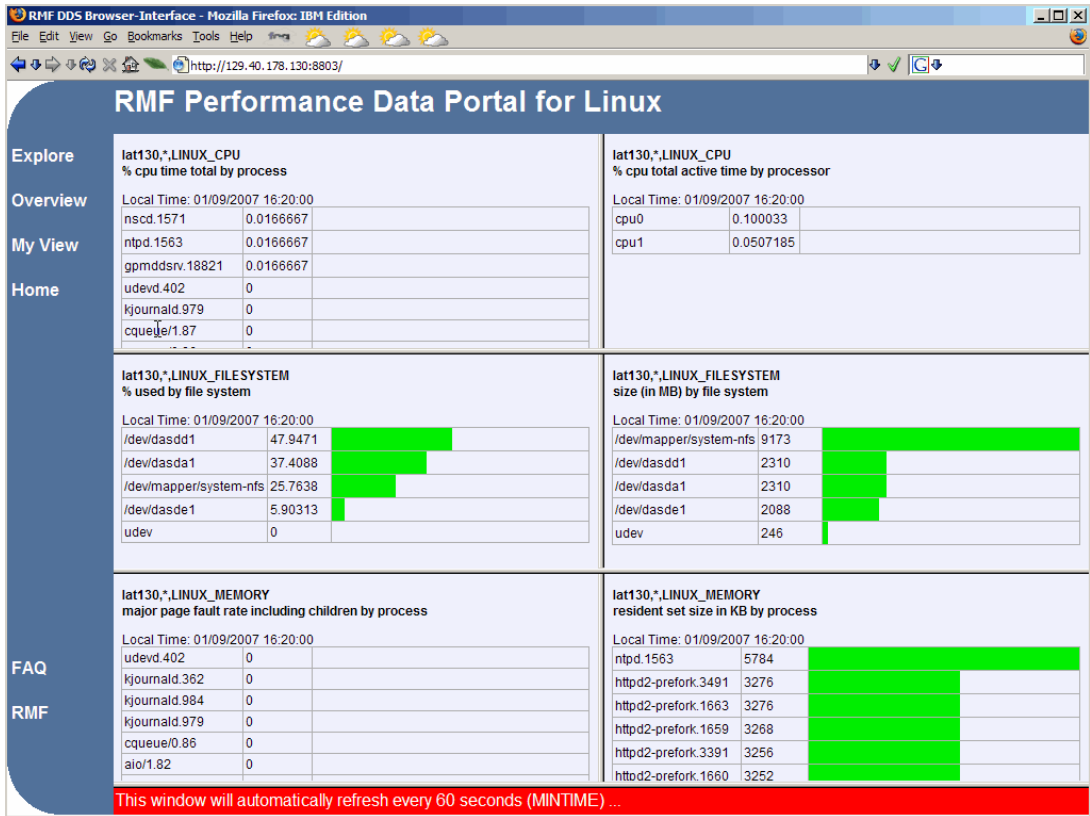 RMF DDS Browser-Interface - Mozilla Firefox: IBM Edition
File Edit View Go Bookmarks Tools Help
http://129.40.178.130:8803/
G
RMF Performance Data Portal for Linux
Explore
Overview
My View
Home
FAQ
RMF
lat130,*,LINUX_CPU
% cpu time total by process
Local Time: 01/09/2007 16:20:00
nscd.1571 0.0166667
ntpd.1563 0.0166667
gpmddsrv.18821 0.0166667
udevd.402 0
kjournald.979 0
cqueue/1.87 0
lat130,*,LINUX_CPU
% cpu total active time by processor
Local Time: 01/09/2007 16:20:00
cpu0 0.100033
cpu1 0.0507185
lat130,*,LINUX_FILESYSTEM
% used by file system
Local Time: 01/09/2007 16:20:00
/dev/dasdd1 47.9471
/dev/dasda1 37.4088
/dev/mapper/system-nfs 25.7638
/dev/dasde1 5.90313
udev 0
lat130,*,LINUX_FILESYSTEM
size (in MB) by file system
Local Time: 01/09/2007 16:20:00
/dev/mapper/system-nfs 9173
/dev/dasdd1 2310
/dev/dasda1 2310
/dev/dasde1 2088
udev 246
lat130,*,LINUX_MEMORY
major page fault rate including children by process
Local Time: 01/09/2007 16:20:00
udevd.402 0
kjournald.362 0
kjournald.984 0
kjournald.979 0
cqueue/0.86 0
aio/1.82 0
lat130,*,LINUX_MEMORY
resident set size in KB by process
Local Time: 01/09/2007 16:20:00
ntpd.1563 5784
httpd2-prefork.3491 3276
httpd2-prefork.1663 3276
httpd2-prefork.1659 3268
httpd2-prefork.3391 3256
httpd2-prefork.1660 3252
This window will automatically refresh every 60 seconds (MINTIME) ...